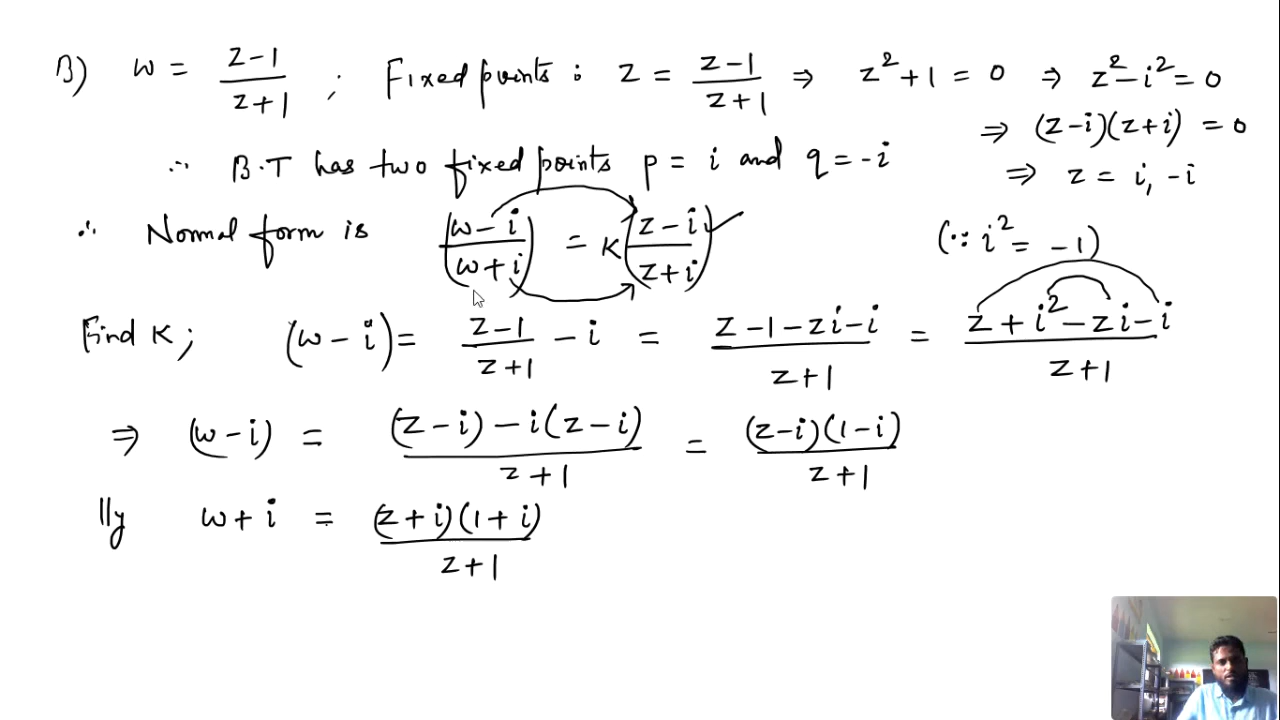 B) w = (z-1)/(z+1) ; Fixed points : z = (z-1)/(z+1) ⇒ z²+1 = 0 ⇒ z²-i² = 0
⇒ (z-i)(z+i) = 0
∴ B.T has two fixed points p = i and q = -i
⇒ z = i, -i
∴ Normal form is ((w-i)/(w+i)) = K((z-i)/(z+i)) ✓
(∵ i² = -1)
Find K; (w-i) = (z-1)/(z+1) - i = (z-1-zi-i)/(z+1) = (z+i²-zi-i)/(z+1)
⇒ (w-i) = ((z-i)-i(z-i))/(z+1) = ((z-i)(1-i))/(z+1)
llly w+i = ((z+i)(1+i))/(z+1)